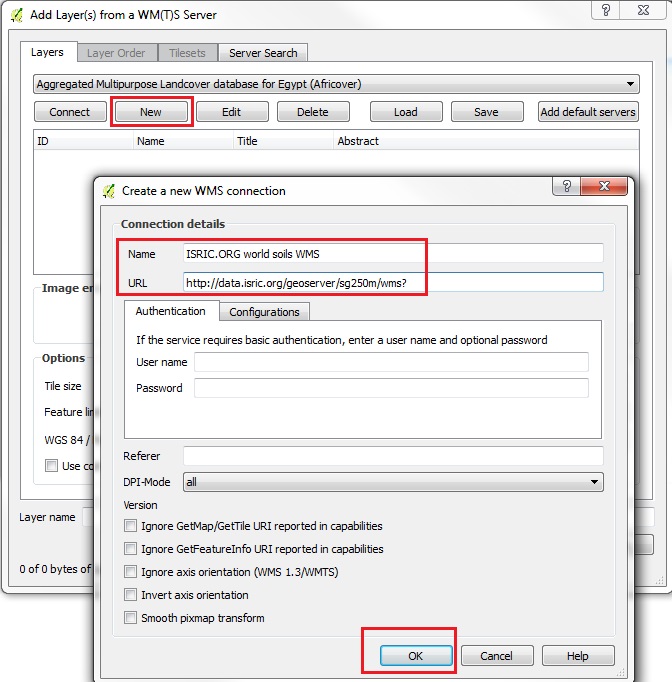 Add Layer(s) from a WM(T)S Server
Layers Layer Order Tilesets Server Search
Aggregated Multipurpose Landcover database for Egypt (Africover)
Connect New Edit Delete Load Save Add default servers
ID Name Title Abstract
Create a new WMS connection
Connection details
Name ISRIC.ORG world soils WMS
URL http://data.isric.org/geoserver/sg250m/wms?
Authentication Configurations
If the service requires basic authentication, enter a user name and optional password
User name
Password
Referer
DPI-Mode all
Version
Ignore GetMap/GetTile URI reported in capabilities
Ignore GetFeatureInfo URI reported in capabilities
Ignore axis orientation (WMS 1.3/WMTS)
Invert axis orientation
Smooth pixmap transform
OK Cancel Help
Image en
Options
Tile size
Feature lin
WGS 84 /
Use co
Layer name
0 of 0 bytes of